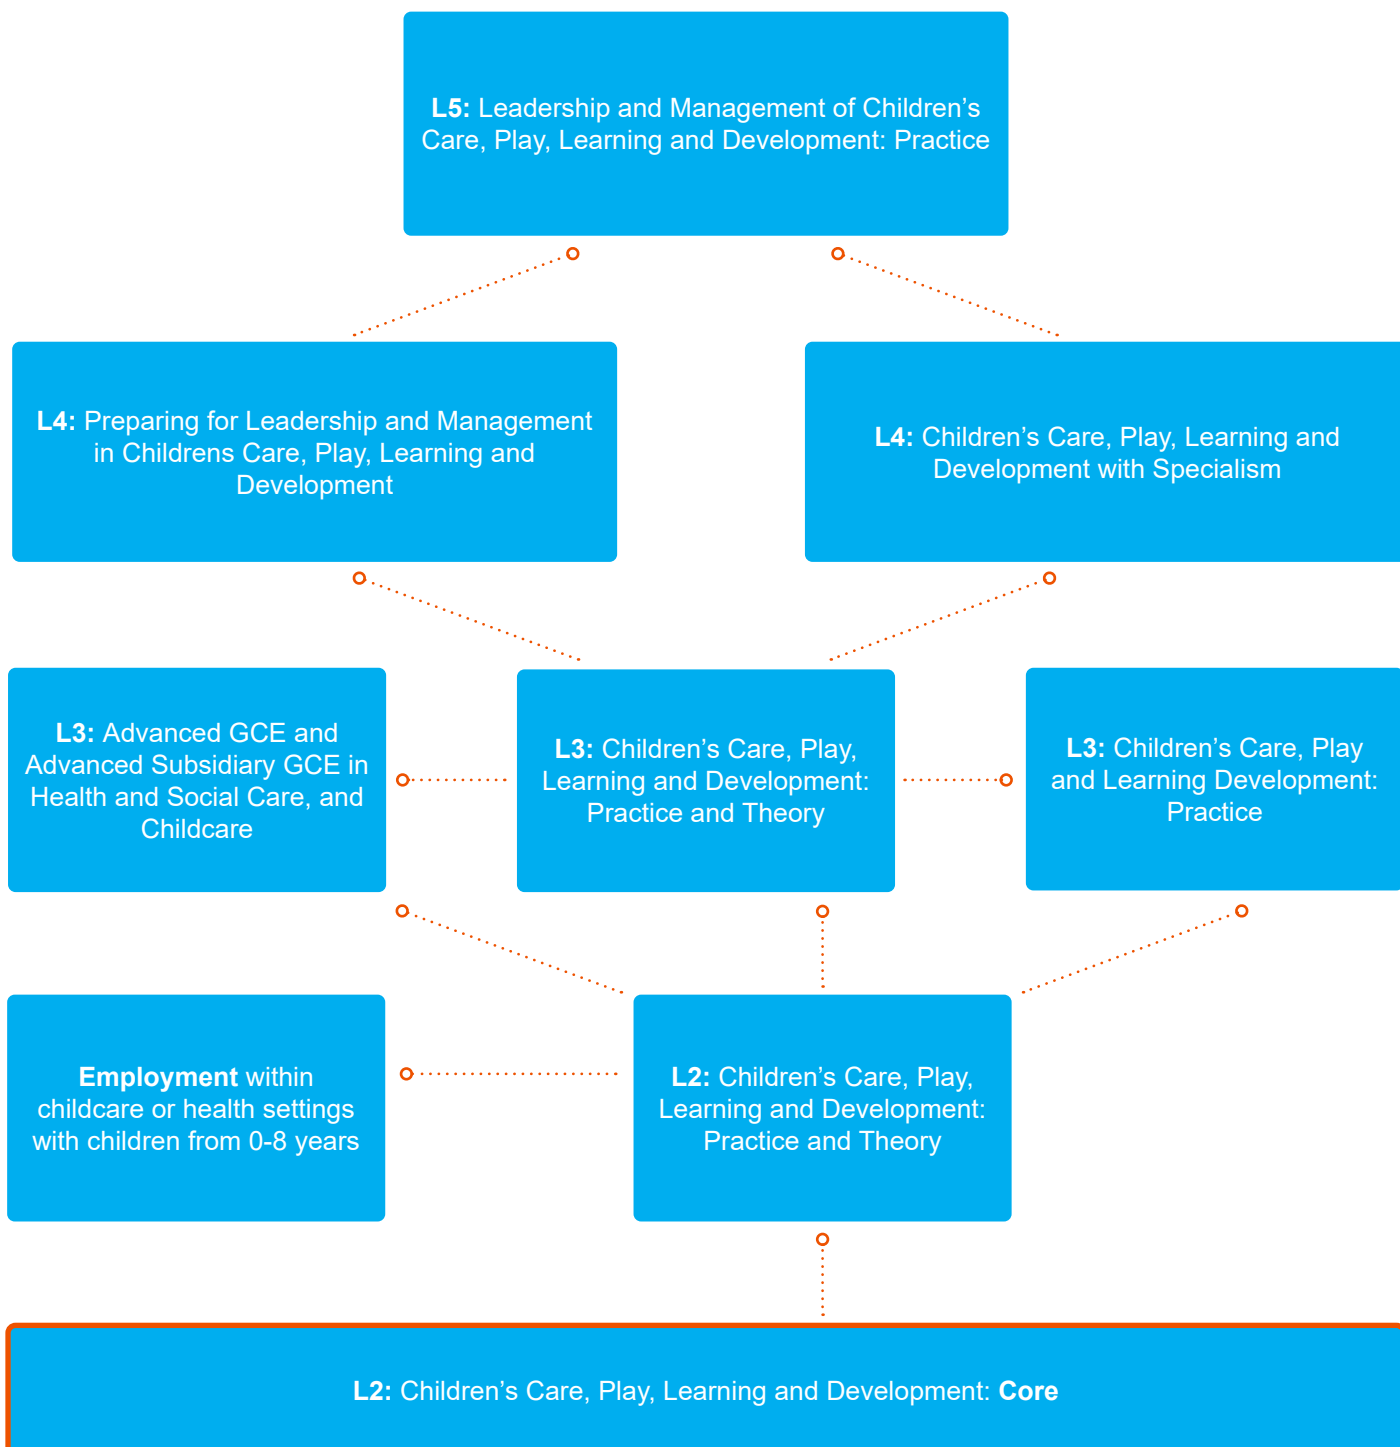 L5: Leadership and Management of Children’s
Care, Play, Learning and Development: Practice
L4: Preparing for Leadership and Management
in Childrens Care, Play, Learning and
Development
L4: Children’s Care, Play, Learning and
Development with Specialism
L3: Advanced GCE and
Advanced Subsidiary GCE in
Health and Social Care, and
Childcare
L3: Children’s Care, Play,
Learning and Development:
Practice and Theory
L3: Children’s Care, Play
and Learning Development:
Practice
Employment within
childcare or health settings
with children from 0-8 years
L2: Children’s Care, Play,
Learning and Development:
Practice and Theory
L2: Children’s Care, Play, Learning and Development: Core